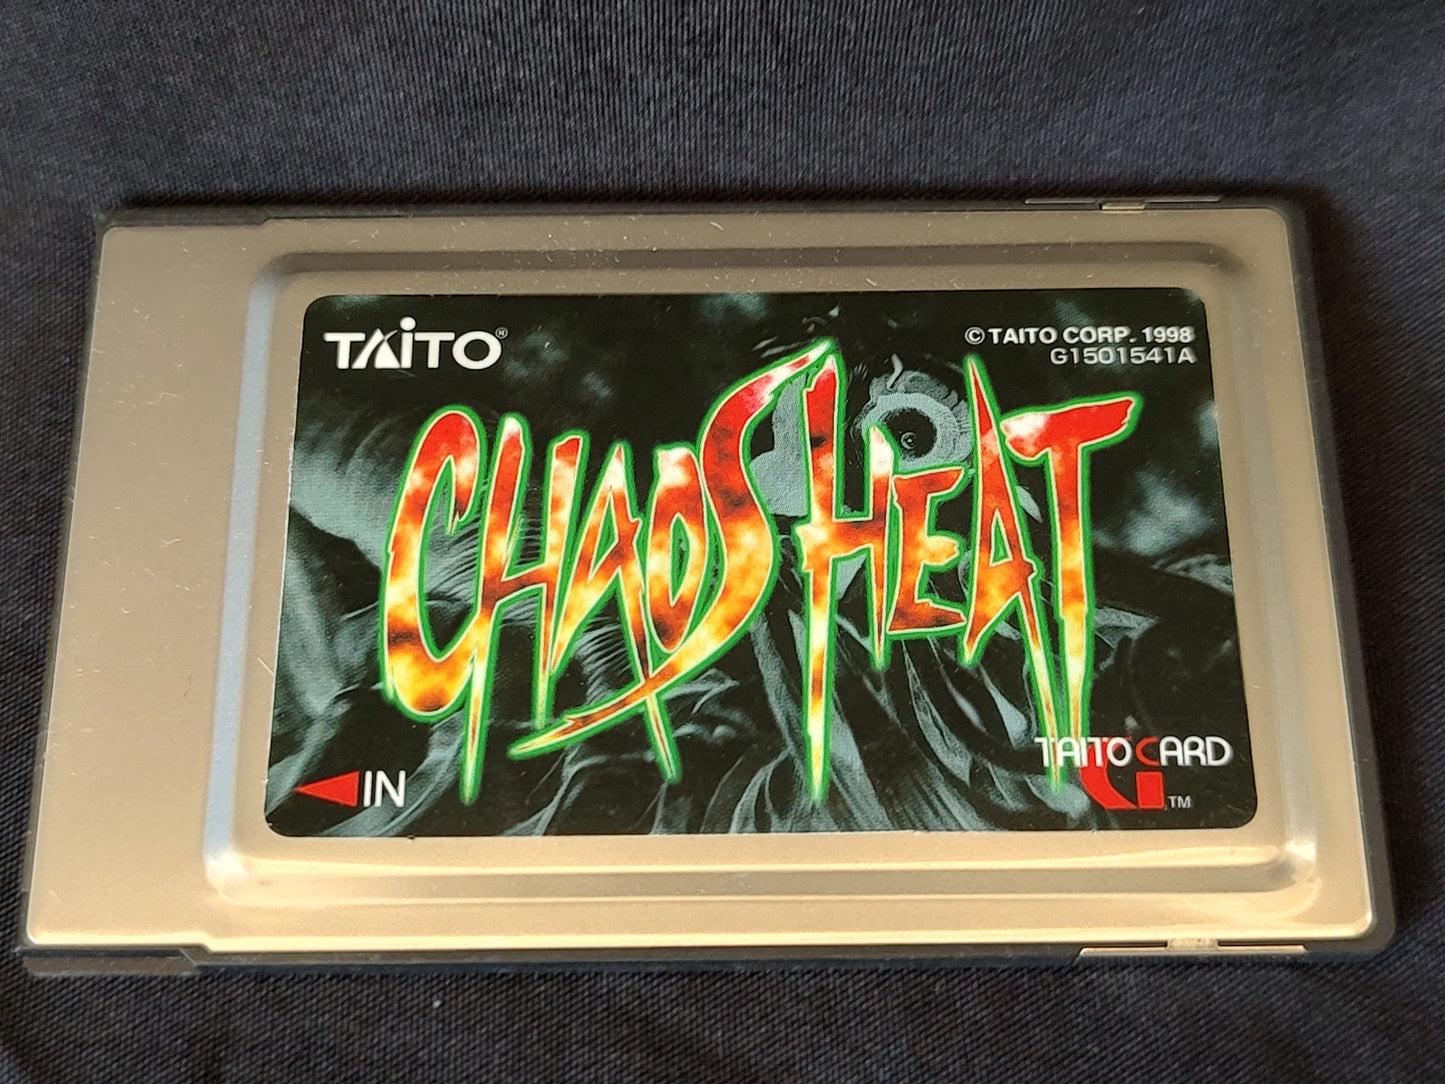 TAITO®
© TAITO CORP. 1998
G1501541A
CHAOS HEAT
IN
TAITO CARD
G TM